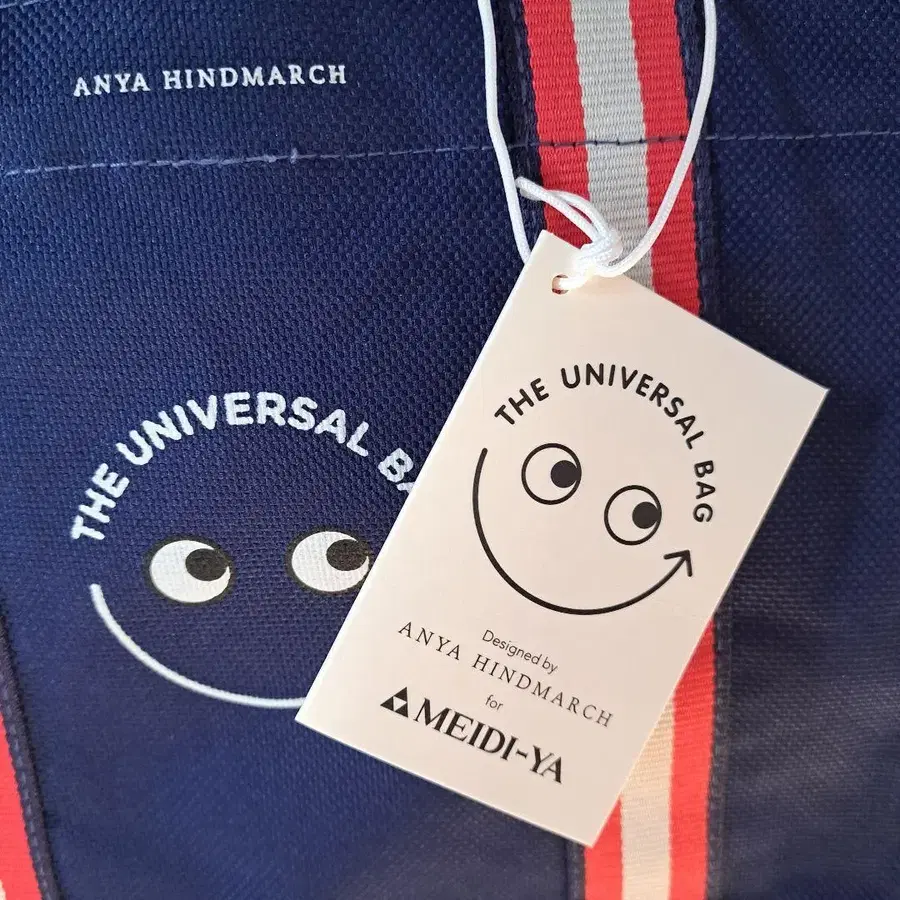 ANYA HINDMARCH
THE UNIVERSAL BA
THE UNIVERSAL BAG
Designed by
ANYA HINDMARCH
for
MEIDI-YA